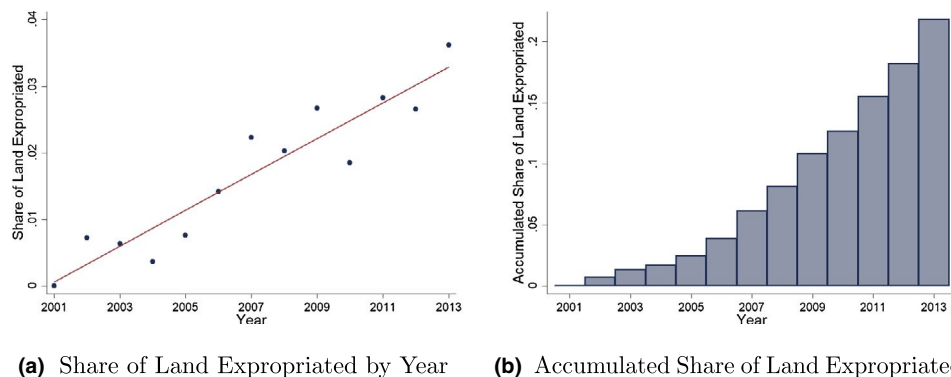 Share of Land Expropriated
.04
.03
.02
.01
0
2001 2003 2005 2007 2009 2011 2013
Year
Accumulated Share of Land Expropriated
.2
.15
.1
.05
0
2001 2003 2005 2007 2009 2011 2013
Year
(a) Share of Land Expropriated by Year
(b) Accumulated Share of Land Expropriate